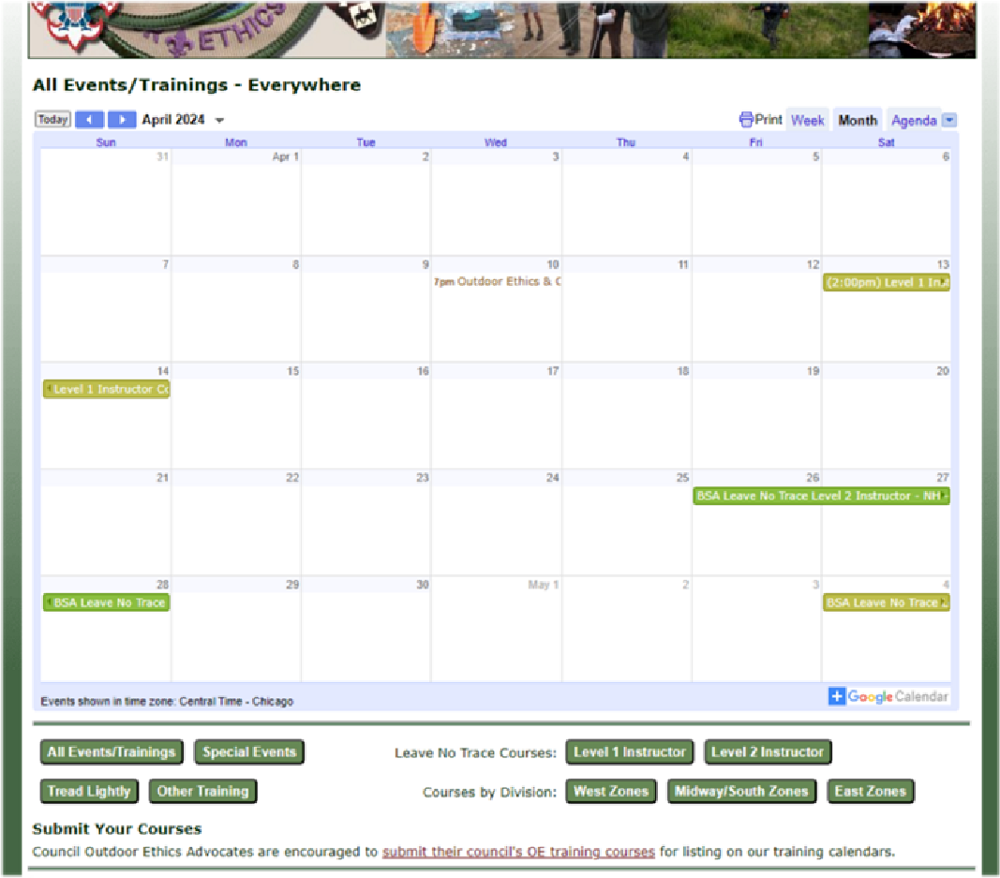 ETHICS
All Events/Trainings - Everywhere
Today April 2024 Print Week Month Agenda
Sun Mon Tue Wed Thu Fri Sat
31 Apr 1 2 3 4 5 6
7 8 9 10 11 12 13
7pm Outdoor Ethics & C (2:00pm) Level 1 Inst
14 15 16 17 18 19 20
Level 1 Instructor Co
21 22 23 24 25 26 27
BSA Leave No Trace Level 2 Instructor - NH -
28 29 30 May 1 2 3 4
BSA Leave No Trace BSA Leave No Trace L
Events shown in time zone: Central Time - Chicago Google Calendar
All Events/Trainings Special Events Leave No Trace Courses: Level 1 Instructor Level 2 Instructor
Tread Lightly Other Training Courses by Division: West Zones Midway/South Zones East Zones
Submit Your Courses
Council Outdoor Ethics Advocates are encouraged to submit their council's OE training courses for listing on our training calendars.